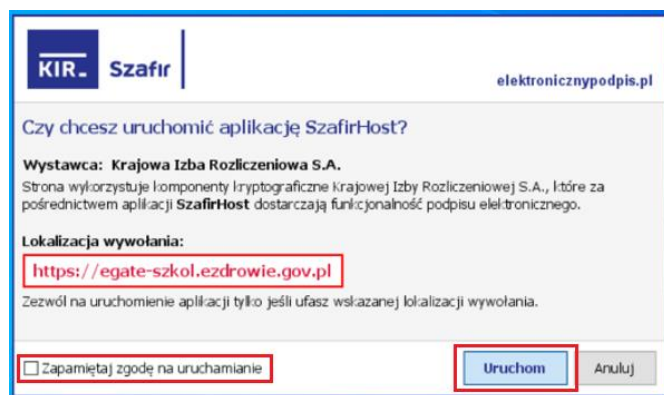 KIR. Szafir
elektronicznypodpis.pl
Czy chcesz uruchomić aplikację SzafirHost?
Wystawca: Krajowa Izba Rozliczeniowa S.A.
Strona wykorzystuje komponenty kryptograficzne Krajowej Izby Rozliczeniowej S.A., które za
pośrednictwem aplikacji SzafirHost dostarczają funkcjonalność podpisu elektronicznego.
Lokalizacja wywołania:
https://egate-szkol.ezdrowie.gov.pl
Zezwól na uruchomienie aplikacji tylko jeśli ufasz wskazanej lokalizacji wywołania.
Zapamiętaj zgodę na uruchamianie
Uruchom Anuluj